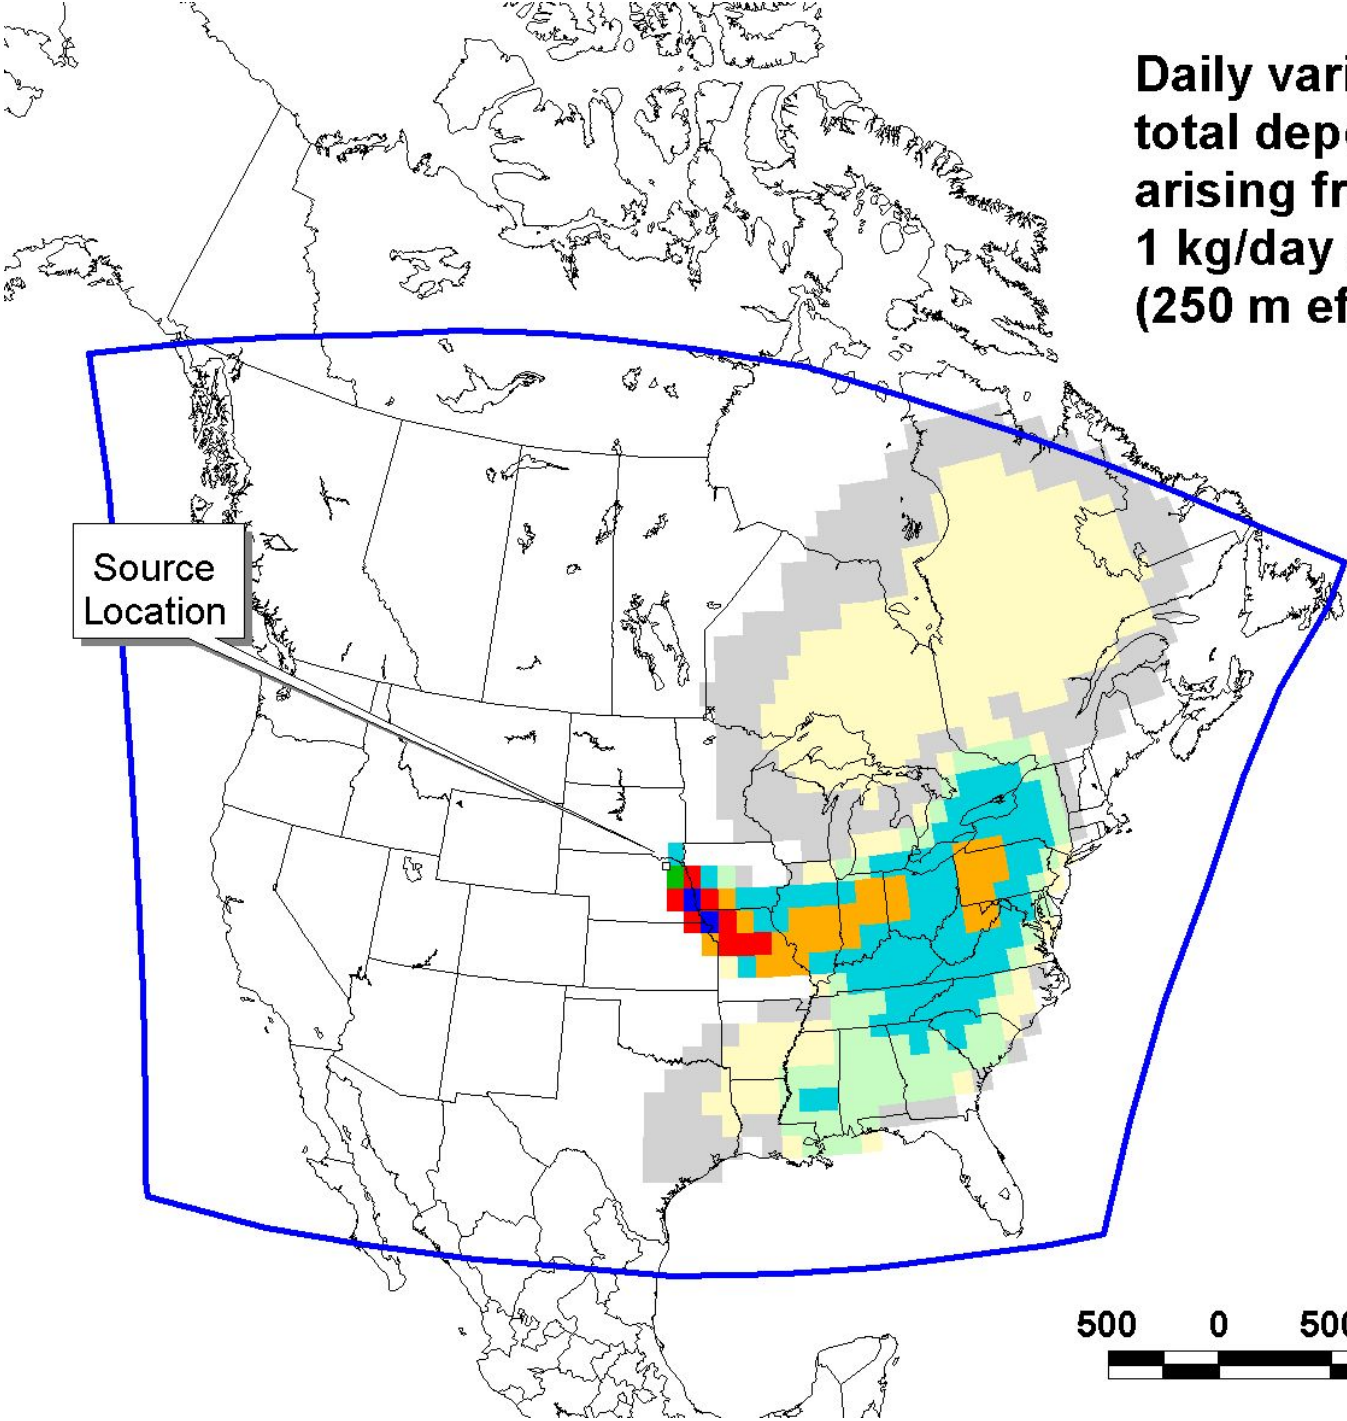 Daily vari
total depo
arising fr
1 kg/day
(250 m ef
Source
Location
500 0 500